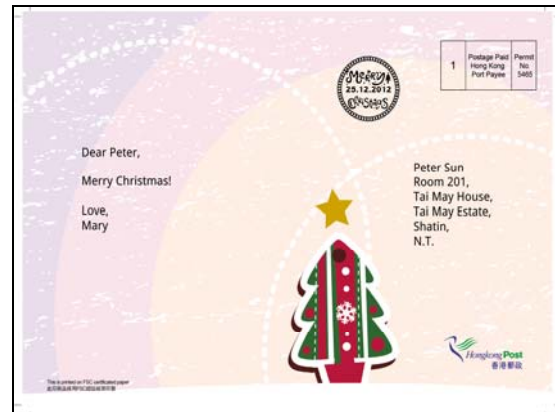 Merry
25.12.2012
Christmas
1
Postage Paid
Hong Kong
Port Payee
Permit
No
5465
Dear Peter,
Merry Christmas!
Love,
Mary
Peter Sun
Room 201,
Tai May House,
Tai May Estate,
Shatin,
N.T.
Hongkong Post
香港郵政
This is printed on FSC certificated paper